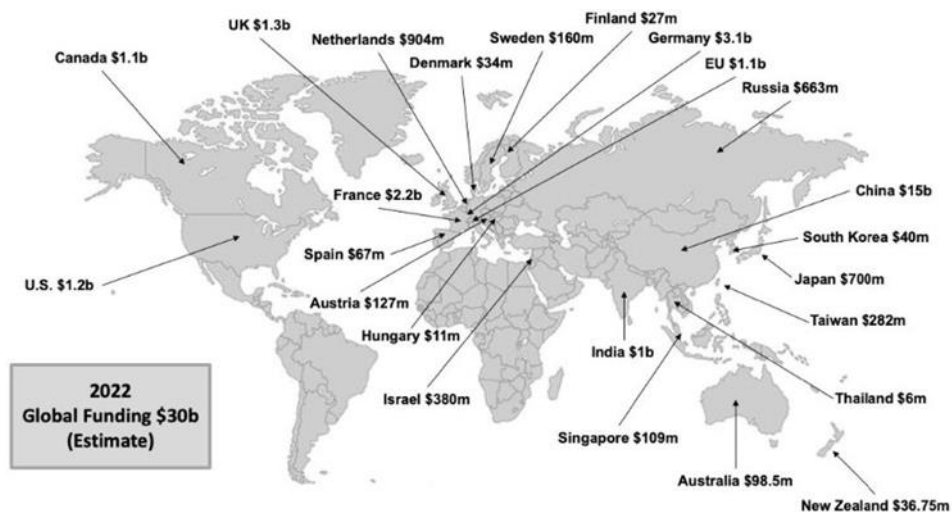 Finland $27m
UK $1.3b
Sweden $160m
Germany $3.1b
Netherlands $904m
Canada $1.1b
Denmark $34m
EU $1.1b
Russia $663m
France $2.2b
China $15b
South Korea $40m
Spain $67m
U.S. $1.2b
Japan $700m
Austria $127m
Taiwan $282m
Hungary $11m
India $1b
2022
Global Funding $30b
(Estimate)
Israel $380m
Thailand $6m
Singapore $109m
Australia $98.5m
New Zealand $36.75m